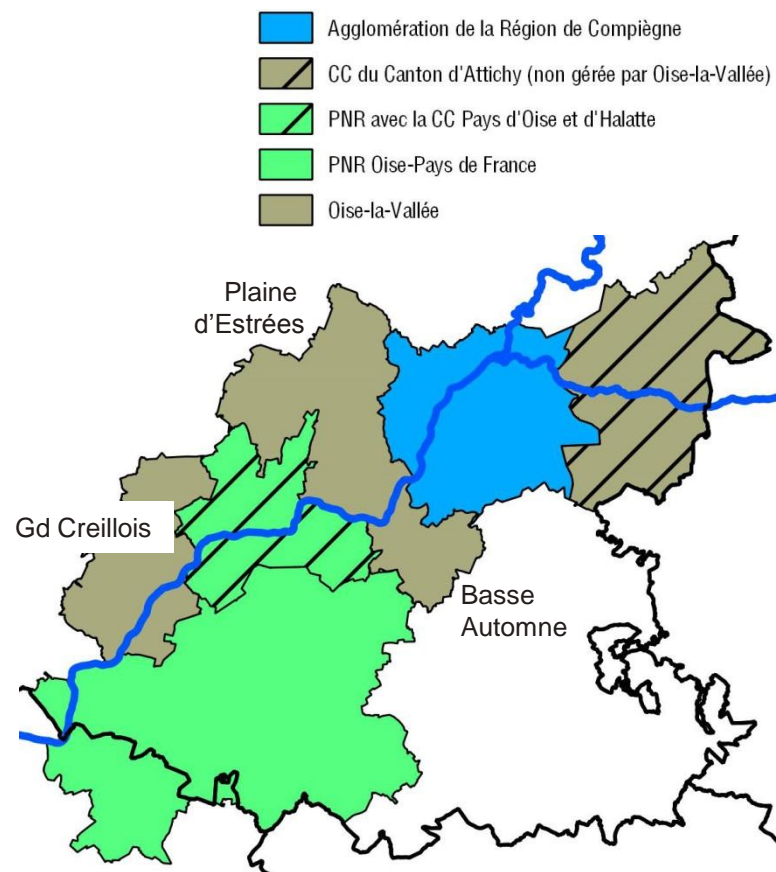 Agglomération de la Région de Compiègne
CC du Canton d'Attichy (non gérée par Oise-la-Vallée)
PNR avec la CC Pays d'Oise et d'Halatte
PNR Oise-Pays de France
Oise-la-Vallée
Plaine
d’Estrées
Gd Creillois
Basse
Automne